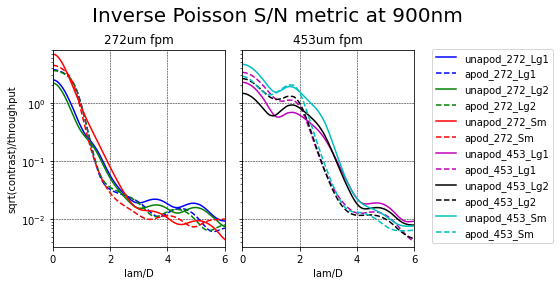 Inverse Poisson S/N metric at 900nm
272um fpm
453um fpm
sqrt(contrast)/throughput
10⁰
10⁻¹
10⁻²
0 2 4 6
lam/D
0 2 4 6
lam/D
unapod_272_Lg1
apod_272_Lg1
unapod_272_Lg2
apod_272_Lg2
unapod_272_Sm
apod_272_Sm
unapod_453_Lg1
apod_453_Lg1
unapod_453_Lg2
apod_453_Lg2
unapod_453_Sm
apod_453_Sm